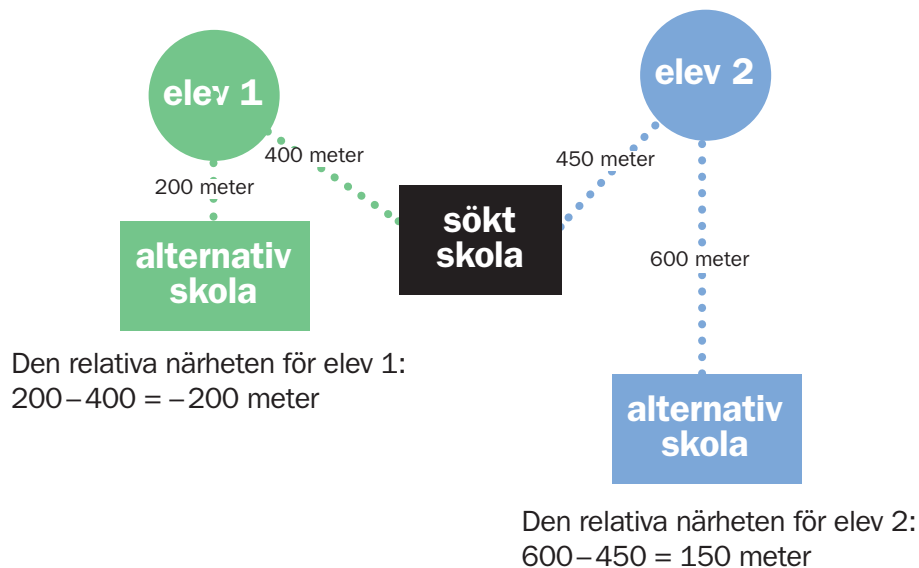 elev 1
elev 2
400 meter
450 meter
200 meter
sökt
skola
alternativ
skola
600 meter
Den relativa närheten för elev 1:
200–400 = –200 meter
alternativ
skola
Den relativa närheten för elev 2:
600–450 = 150 meter